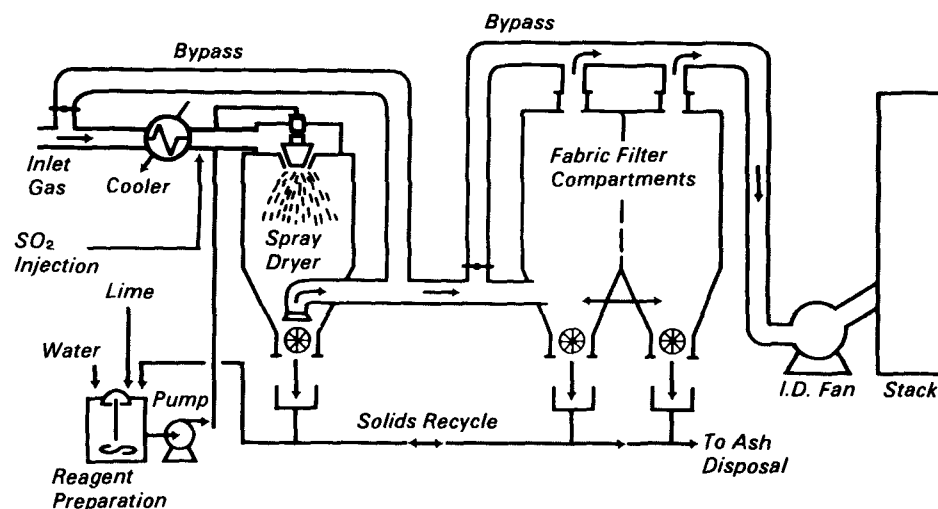 Bypass
Bypass
Inlet
Gas
Cooler
Fabric Filter
Compartments
SO₂
Injection
Spray
Dryer
Lime
Water
Pump
I.D. Fan
Stack
Solids Recycle
To Ash
Disposal
Reagent
Preparation